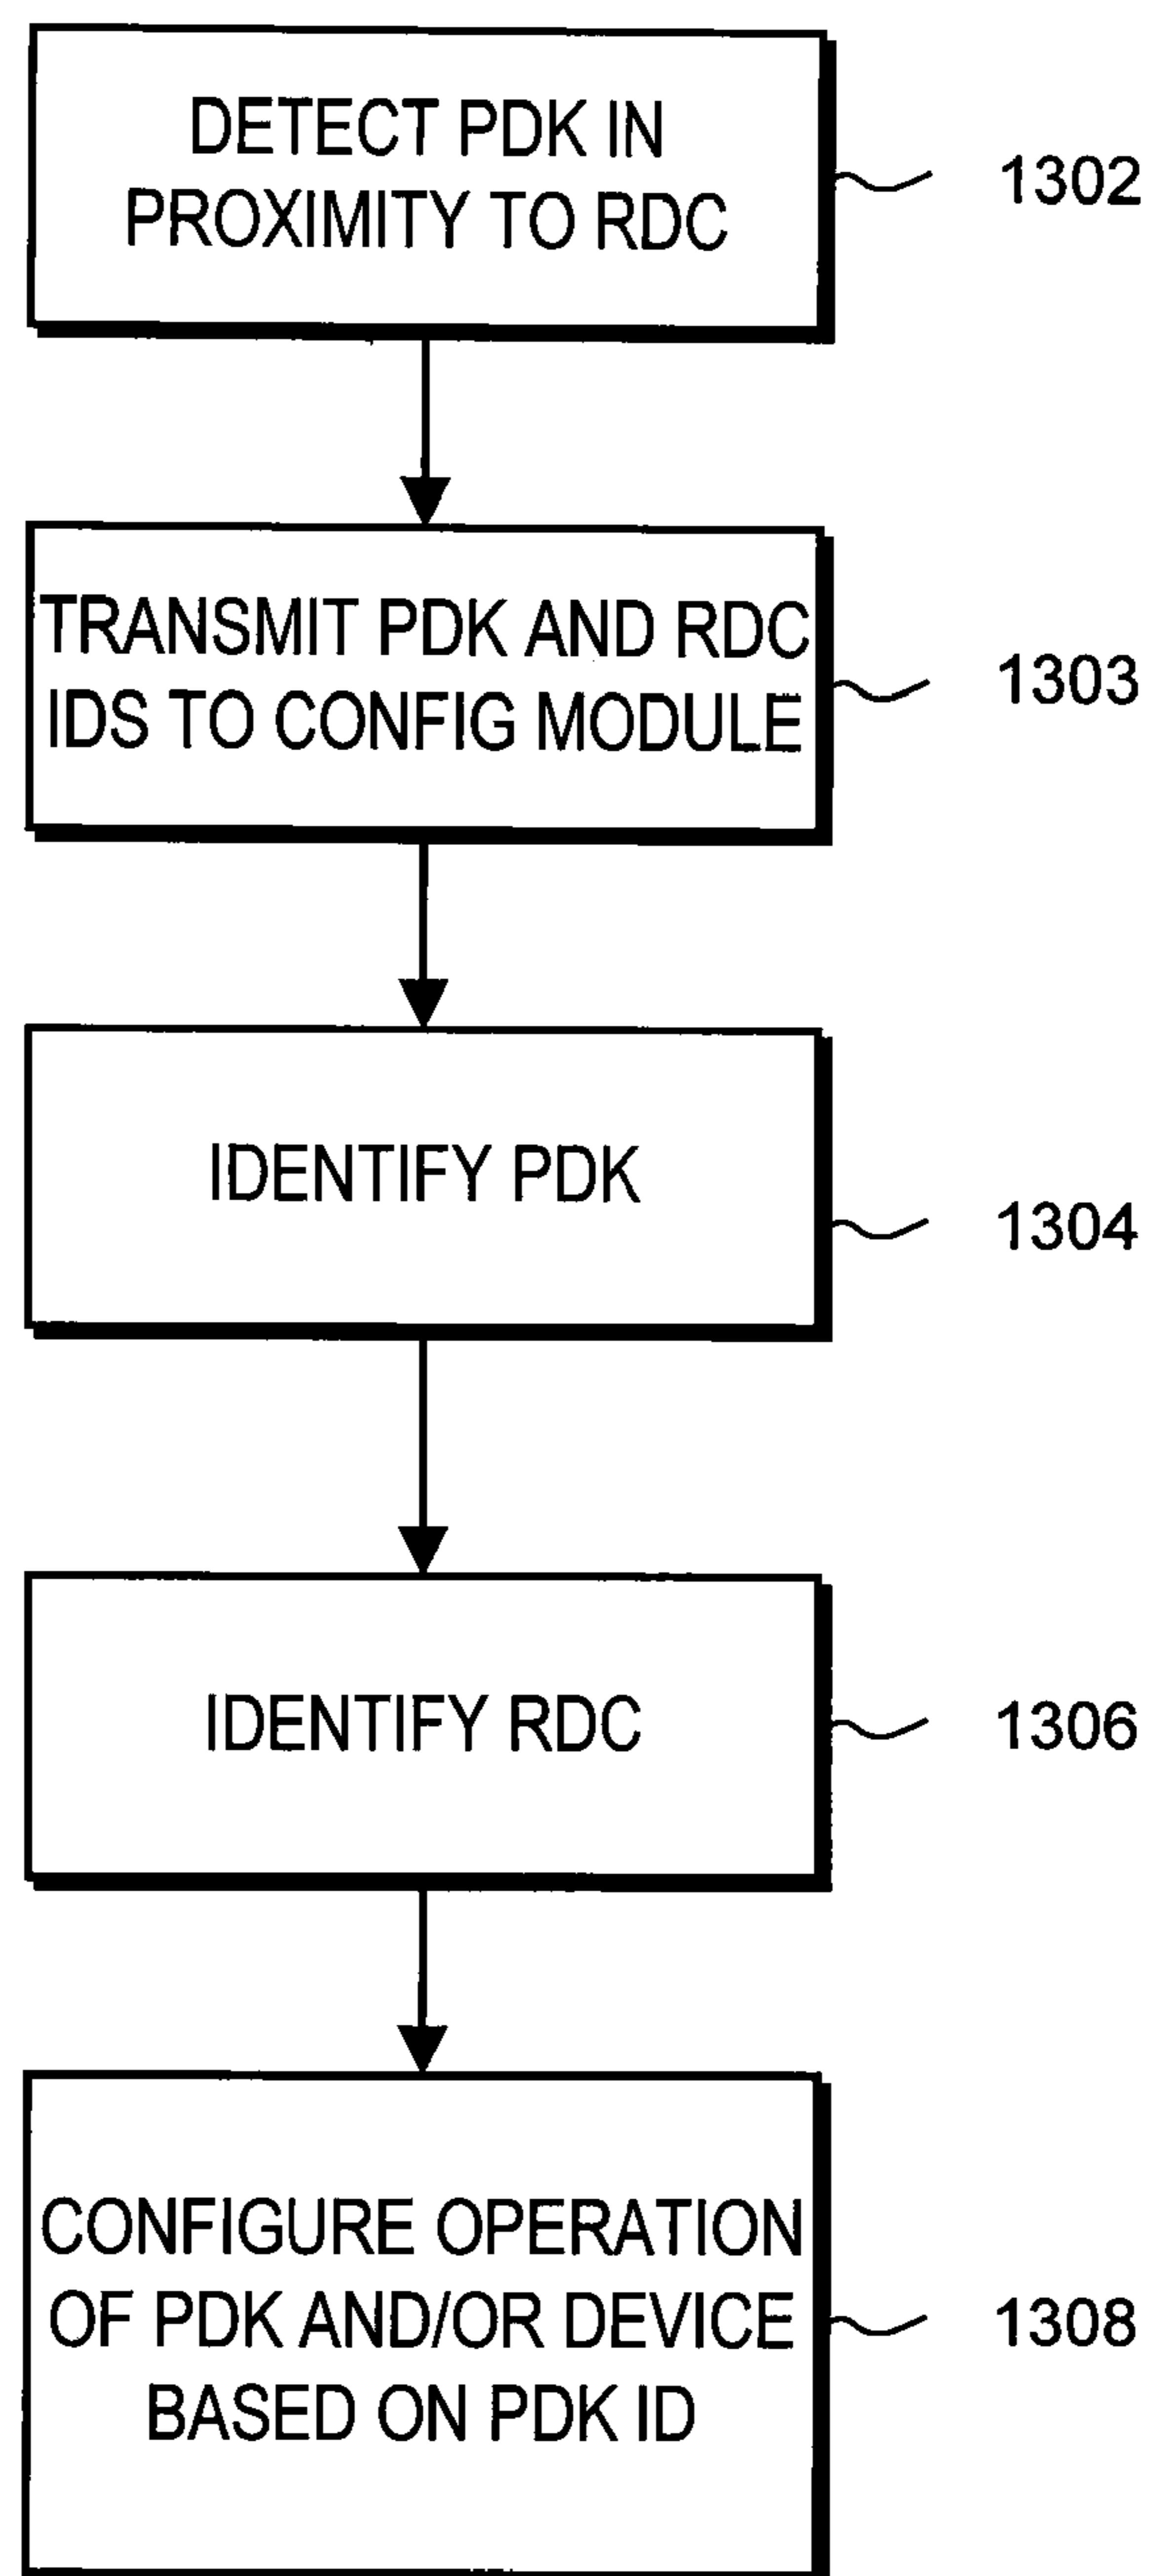 DETECT PDK IN
PROXIMITY TO RDC
1302
TRANSMIT PDK AND RDC
IDS TO CONFIG MODULE
1303
IDENTIFY PDK
1304
IDENTIFY RDC
1306
CONFIGURE OPERATION
OF PDK AND/OR DEVICE
BASED ON PDK ID
1308